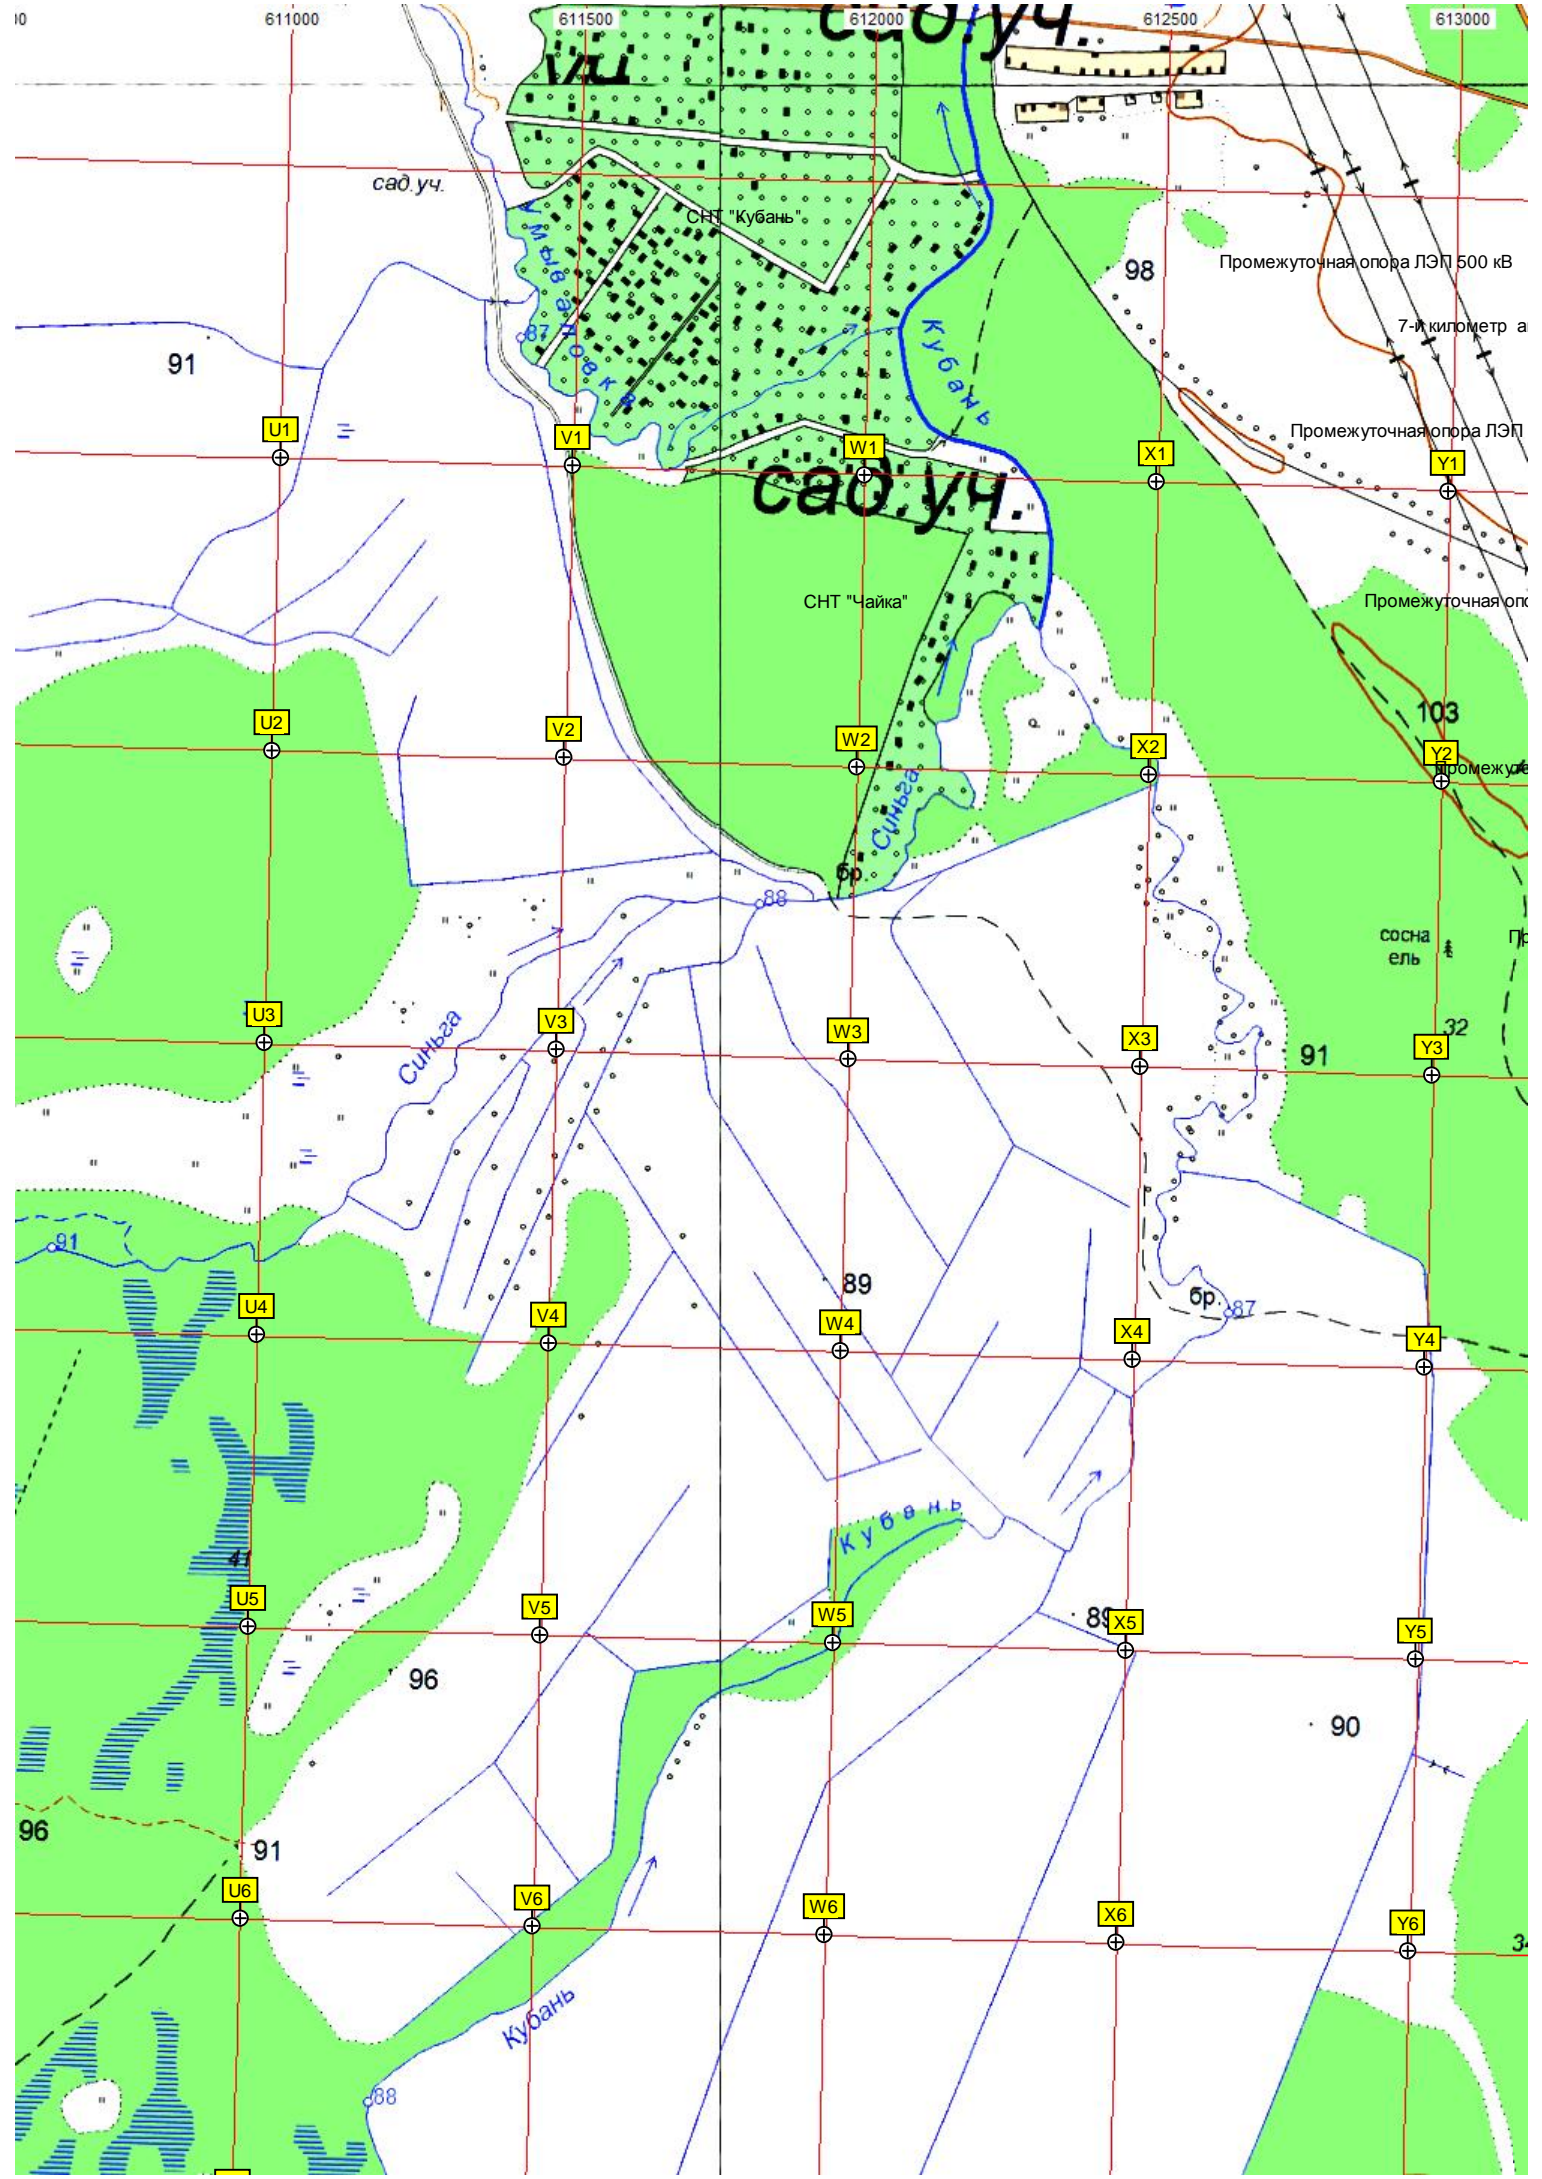 611000 611500 612000 612500 613000
сад.уч.
уч
сад.уч.
СНТ "Кубань"
98
Промежуточная опора ЛЭП 500 кВ
87
Умывановка
Кубань
7-й километр
91
U1 V1 W1 X1 Y1
Промежуточная опора ЛЭП
сад.уч.
СНТ "Чайка"
103
U2 V2 W2 X2 Y2
Синьга
бр.
88
сосна
ель
U3 V3 W3 X3 Y3
32
Синьга
91
91
89
бр.
87
U4 V4 W4 X4 Y4
Кубань
41
U5 V5 W5 X5 Y5
89
96
90
96
91
U6 V6 W6 X6 Y6
Кубань
88